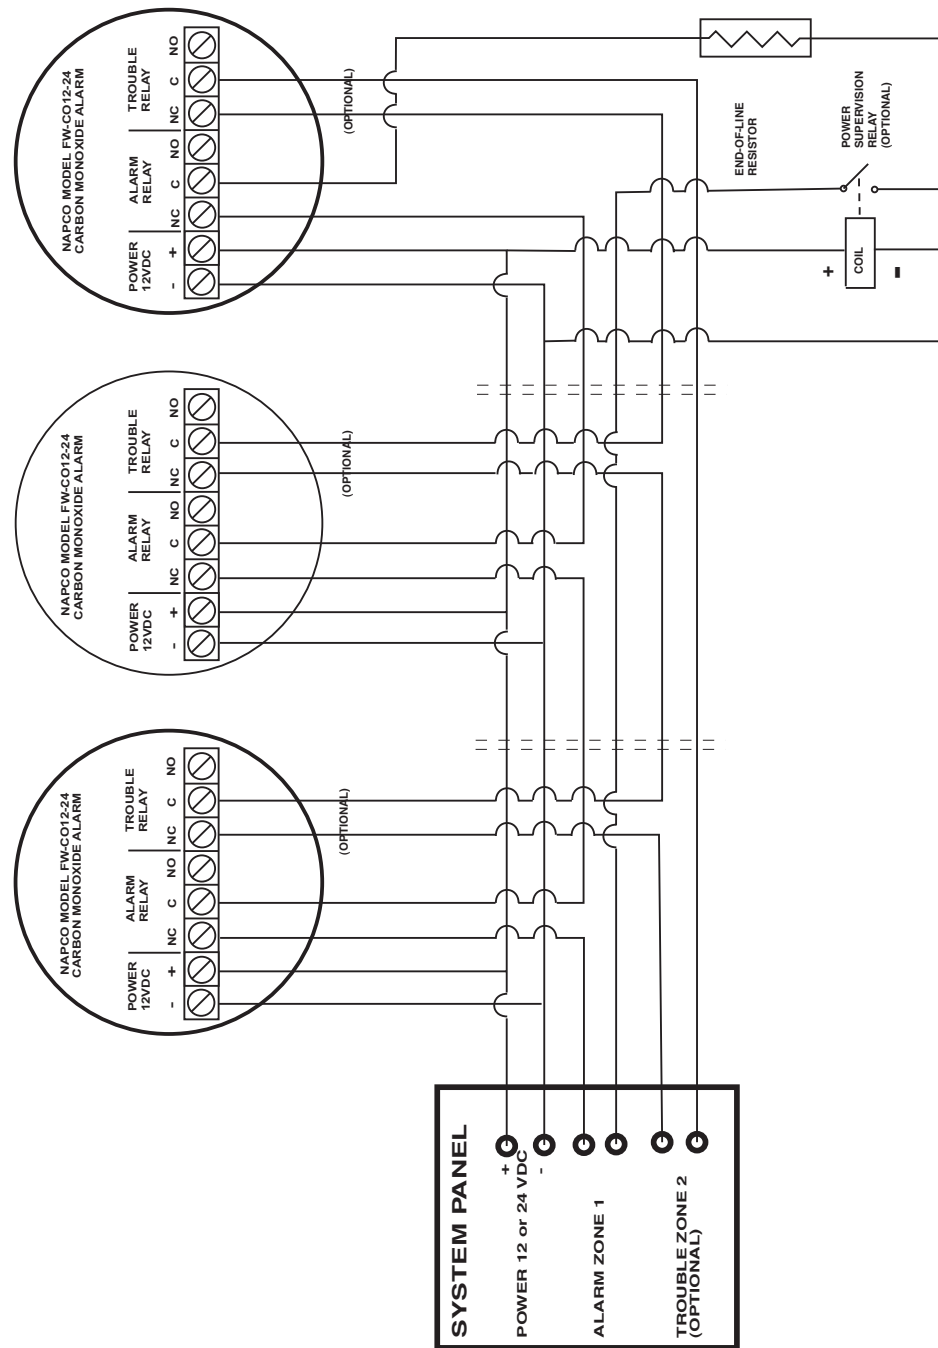 NAPCO MODEL FW-CO12-24
CARBON MONOXIDE ALARM
POWER
12VDC
ALARM
RELAY
TROUBLE
RELAY
- + NC C NO NC C NO
(OPTIONAL)
NAPCO MODEL FW-CO12-24
CARBON MONOXIDE ALARM
POWER
12VDC
ALARM
RELAY
TROUBLE
RELAY
- + NC C NO NC C NO
(OPTIONAL)
NAPCO MODEL FW-CO12-24
CARBON MONOXIDE ALARM
POWER
12VDC
ALARM
RELAY
TROUBLE
RELAY
- + NC C NO NC C NO
(OPTIONAL)
SYSTEM PANEL
+
POWER 12 or 24 VDC
-
ALARM ZONE 1
TROUBLE ZONE 2
(OPTIONAL)
END-OF-LINE
RESISTOR
POWER
SUPERVISION
RELAY
(OPTIONAL)
+
COIL
-